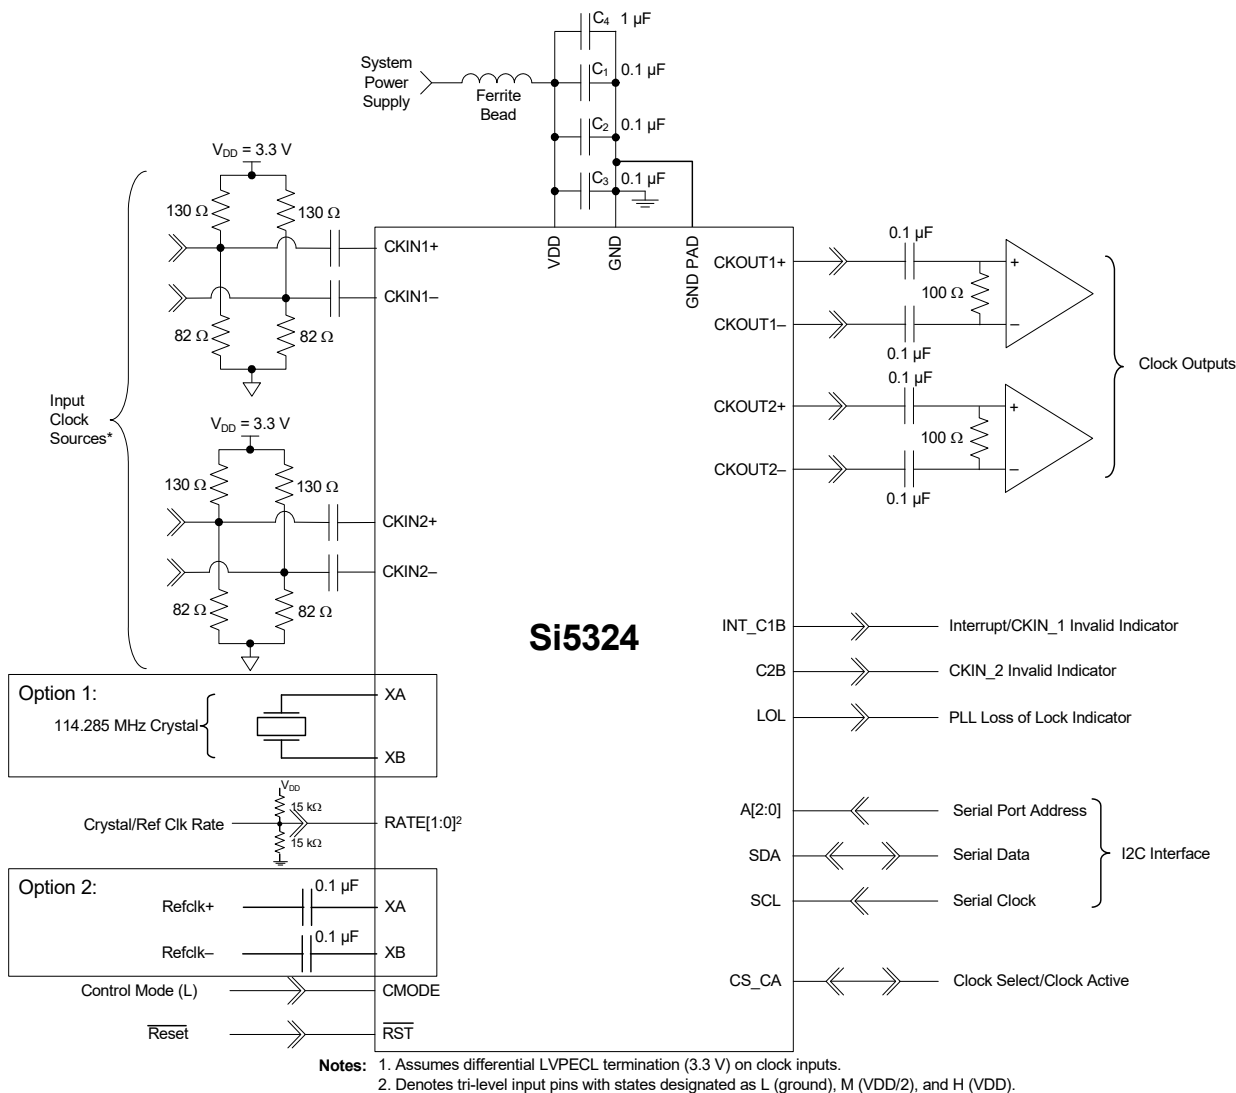 C4 1 µF
System
Power
Supply
C1 0.1 µF
Ferrite
Bead
C2 0.1 µF
C3 0.1 µF
VDD = 3.3 V
130 Ω
130 Ω
CKIN1+
CKIN1–
82 Ω
82 Ω
Input
Clock
Sources*
VDD = 3.3 V
130 Ω
130 Ω
CKIN2+
CKIN2–
82 Ω
82 Ω
VDD
GND
GND PAD
CKOUT1+
0.1 µF
+
100 Ω
CKOUT1–
–
0.1 µF
0.1 µF
CKOUT2+
+
100 Ω
CKOUT2–
–
0.1 µF
Clock Outputs
Si5324
INT_C1B Interrupt/CKIN_1 Invalid Indicator
C2B CKIN_2 Invalid Indicator
LOL PLL Loss of Lock Indicator
Option 1:
XA
114.285 MHz Crystal
XB
VDD
15 kΩ
Crystal/Ref Clk Rate
RATE[1:0]²
15 kΩ
A[2:0] Serial Port Address
SDA Serial Data
I2C Interface
SCL Serial Clock
Option 2:
0.1 µF
Refclk+
XA
0.1 µF
Refclk–
XB
CS_CA Clock Select/Clock Active
Control Mode (L)
CMODE
Reset
RST
Notes: 1. Assumes differential LVPECL termination (3.3 V) on clock inputs.
2. Denotes tri-level input pins with states designated as L (ground), M (VDD/2), and H (VDD).